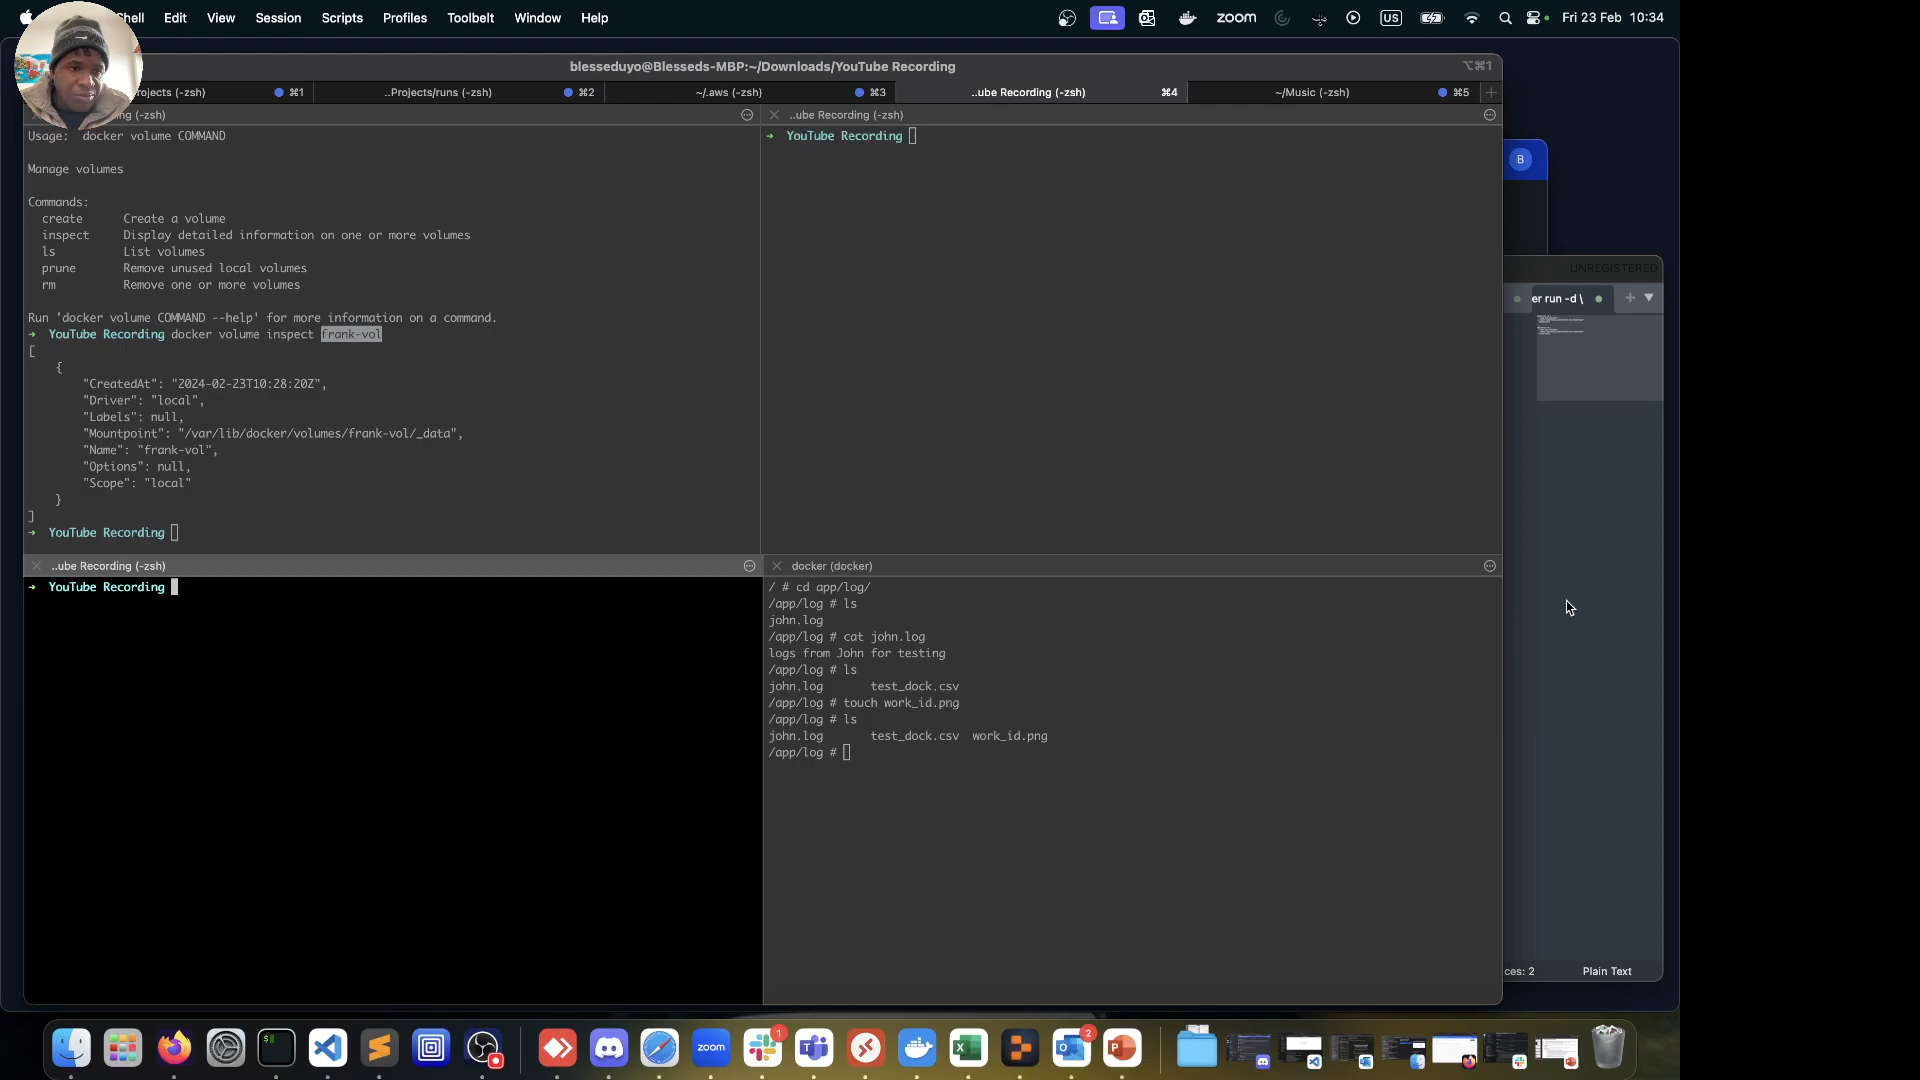 Shell Edit View Session Scripts Profiles Toolbelt Window Help
zoom US Fri 23 Feb 10:34
blesseduyo@Blesseds-MBP:~/Downloads/YouTube Recording ⌥⌘1
rojects (-zsh) ⌘1 ..Projects/runs (-zsh) ⌘2 ~/.aws (-zsh) ⌘3 ..ube Recording (-zsh) ⌘4 ~/Music (-zsh) ⌘5
ng (-zsh)
Usage:  docker volume COMMAND
Manage volumes
Commands:
create Create a volume
inspect Display detailed information on one or more volumes
ls List volumes
prune Remove unused local volumes
rm Remove one or more volumes
Run 'docker volume COMMAND --help' for more information on a command.
→ YouTube Recording docker volume inspect frank-vol
[
{
"CreatedAt": "2024-02-23T10:28:20Z",
"Driver": "local",
"Labels": null,
"Mountpoint": "/var/lib/docker/volumes/frank-vol/_data",
"Name": "frank-vol",
"Options": null,
"Scope": "local"
}
]
→ YouTube Recording
..ube Recording (-zsh)
→ YouTube Recording
..ube Recording (-zsh)
→ YouTube Recording
docker (docker)
/ # cd app/log/
/app/log # ls
john.log
/app/log # cat john.log
logs from John for testing
/app/log # ls
john.log test_dock.csv
/app/log # touch work_id.png
/app/log # ls
john.log test_dock.csv work_id.png
/app/log #
B
UNREGISTERED
er run -d \
ces: 2 Plain Text
zoom 1 2